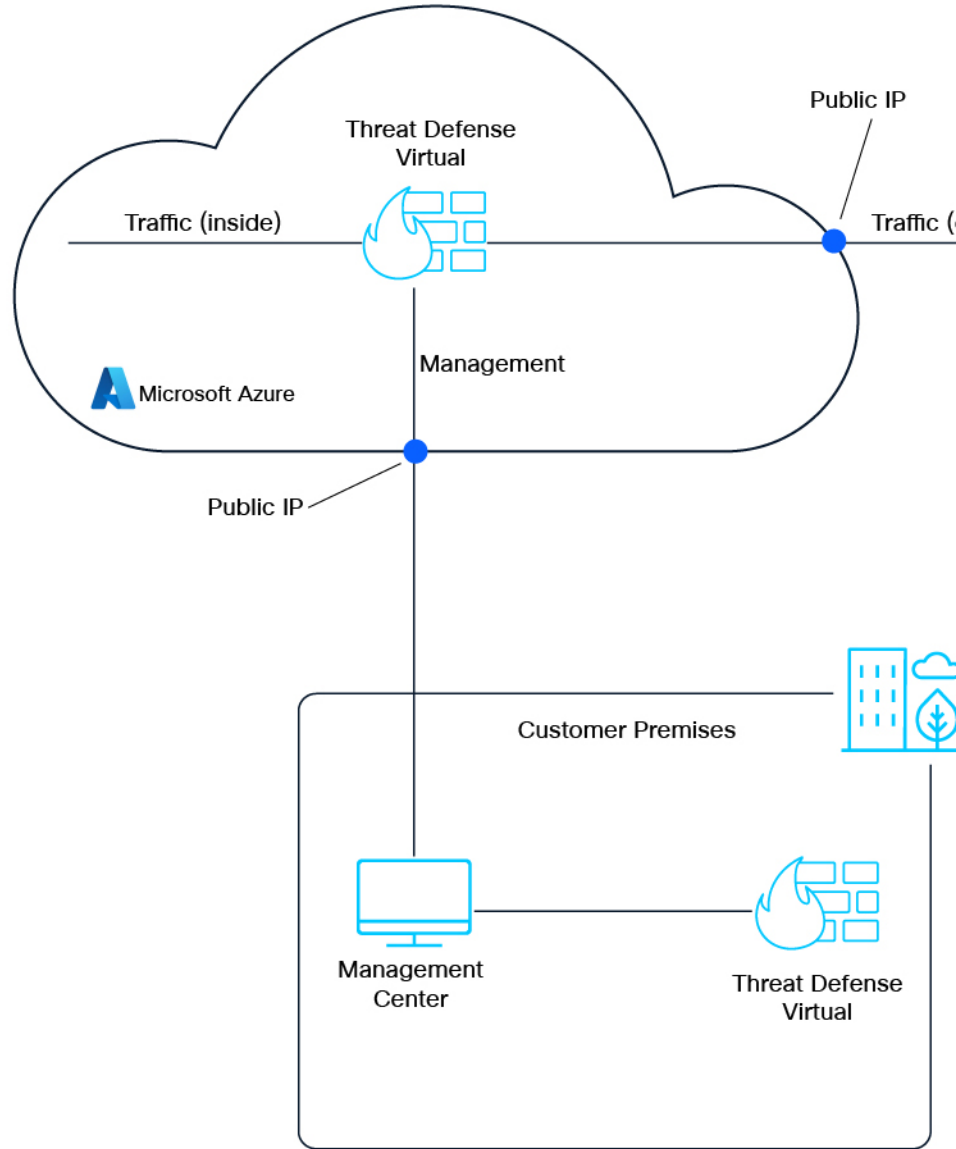 Public IP
Threat Defense
Virtual
Traffic (inside)
Traffic (
Management
Microsoft Azure
Public IP
Customer Premises
Management
Center
Threat Defense
Virtual